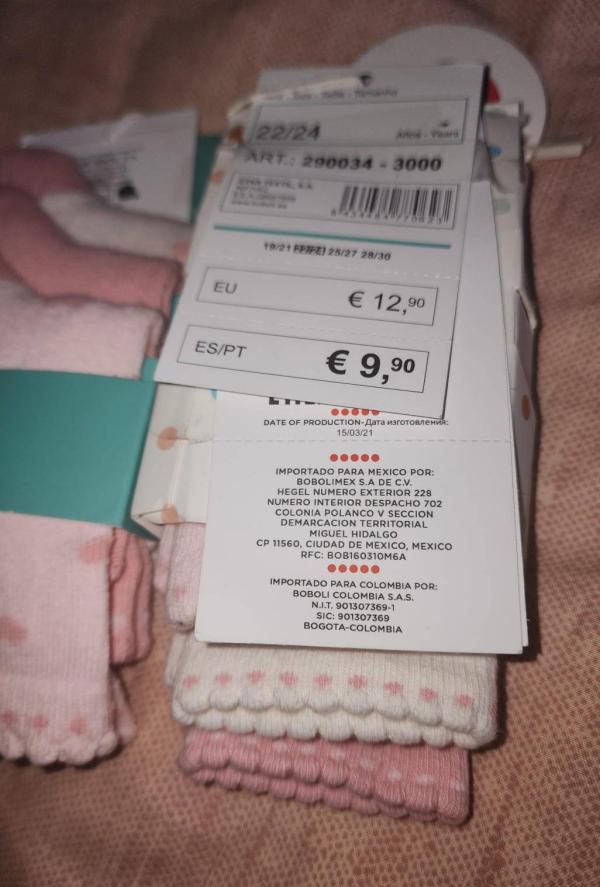 22/24
Años - Years
ART.: 290034 - 3000
19/21
25/27 28/30
EU
€ 12,90
ES/PT
€ 9,90
DATE OF PRODUCTION-Дата изготовления:
15/03/21
IMPORTADO PARA MEXICO POR:
BOBOLIMEX S.A DE C.V.
HEGEL NUMERO EXTERIOR 228
NUMERO INTERIOR DESPACHO 702
COLONIA POLANCO V SECCION
DEMARCACION TERRITORIAL
MIGUEL HIDALGO
CP 11560, CIUDAD DE MEXICO, MEXICO
RFC: BOB160310M6A
IMPORTADO PARA COLOMBIA POR:
BOBOLI COLOMBIA S.A.S.
N.I.T. 901307369-1
SIC: 901307369
BOGOTA-COLOMBIA